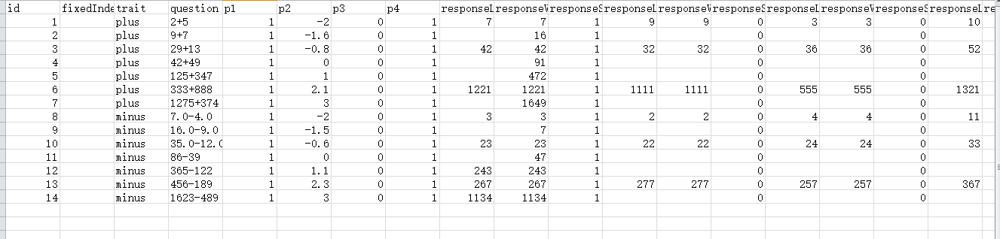 id fixedInde trait question p1 p2 p3 p4 responseL responseW responseS responseL responseW responseS responseL responseW responseS responseL re
1 plus 2+5 1 -2 0 1 7 7 1 9 9 0 3 3 0 10
2 plus 9+7 1 -1.6 0 1 16 1 0 0
3 plus 29+13 1 -0.8 0 1 42 42 1 32 32 0 36 36 0 52
4 plus 42+49 1 0 0 1 91 1 0 0
5 plus 125+347 1 1 0 1 472 1 0 0
6 plus 333+888 1 2.1 0 1 1221 1221 1 1111 1111 0 555 555 0 1321
7 plus 1275+374 1 3 0 1 1649 1 0 0
8 minus 7.0-4.0 1 -2 0 1 3 3 1 2 2 0 4 4 0 11
9 minus 16.0-9.0 1 -1.5 0 1 7 1 0 0
10 minus 35.0-12.0 1 -0.6 0 1 23 23 1 22 22 0 24 24 0 33
11 minus 86-39 1 0 0 1 47 1 0 0
12 minus 365-122 1 1.1 0 1 243 243 1 0 0
13 minus 456-189 1 2.3 0 1 267 267 1 277 277 0 257 257 0 367
14 minus 1623-489 1 3 0 1 1134 1134 1 0 0